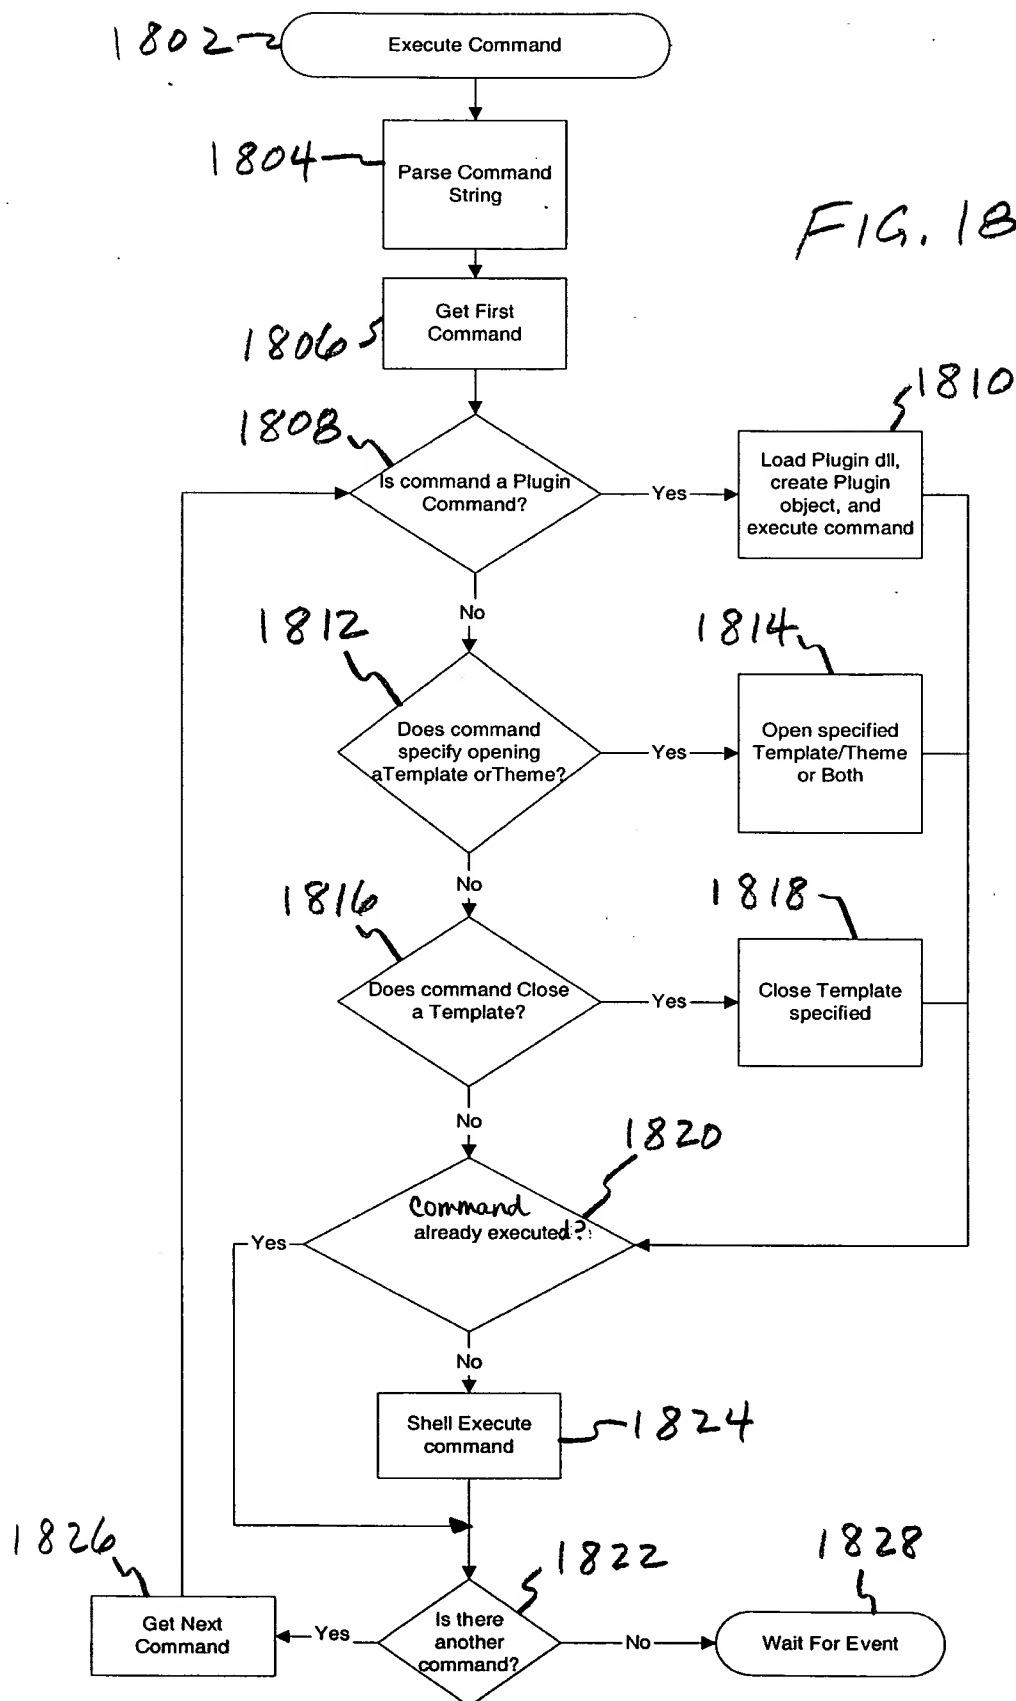 1802
Execute Command
1804
Parse Command
String
FIG. 18
1806
Get First
Command
1808
Is command a Plugin
Command?
Yes
1810
Load Plugin dll,
create Plugin
object, and
execute command
No
1812
Does command
specify opening
aTemplate orTheme?
Yes
1814
Open specified
Template/Theme
or Both
No
1816
Does command Close
a Template?
Yes
1818
Close Template
specified
No
1820
Command
already executed?
Yes
No
Shell Execute
command
1824
1826
Get Next
Command
Yes
1822
Is there
another
command?
No
1828
Wait For Event